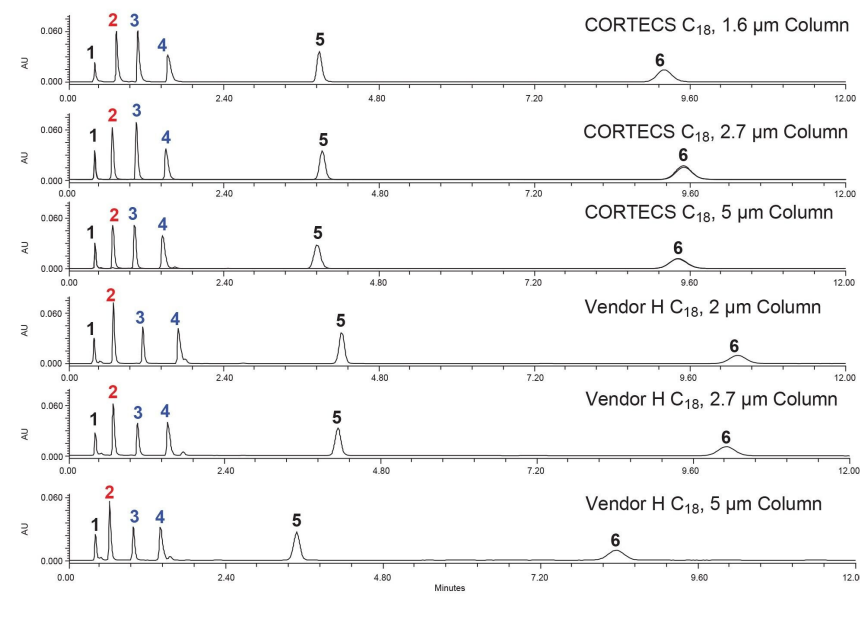 CORTECS C18, 1.6 µm Column
0.060
AU
0.000
1 2 3 4 5 6
0.00 2.40 4.80 7.20 9.60 12.00
CORTECS C18, 2.7 µm Column
0.060
AU
0.000
1 2 3 4 5 6
0.00 2.40 4.80 7.20 9.60 12.00
CORTECS C18, 5 µm Column
0.060
AU
0.000
1 2 3 4 5 6
0.00 2.40 4.80 7.20 9.60 12.00
Vendor H C18, 2 µm Column
0.060
AU
0.000
1 2 3 4 5 6
0.00 2.40 4.80 7.20 9.60 12.00
Vendor H C18, 2.7 µm Column
0.060
AU
0.000
1 2 3 4 5 6
0.00 2.40 4.80 7.20 9.60 12.00
Vendor H C18, 5 µm Column
0.060
AU
0.000
1 2 3 4 5 6
0.00 2.40 4.80 7.20 9.60 12.00
Minutes